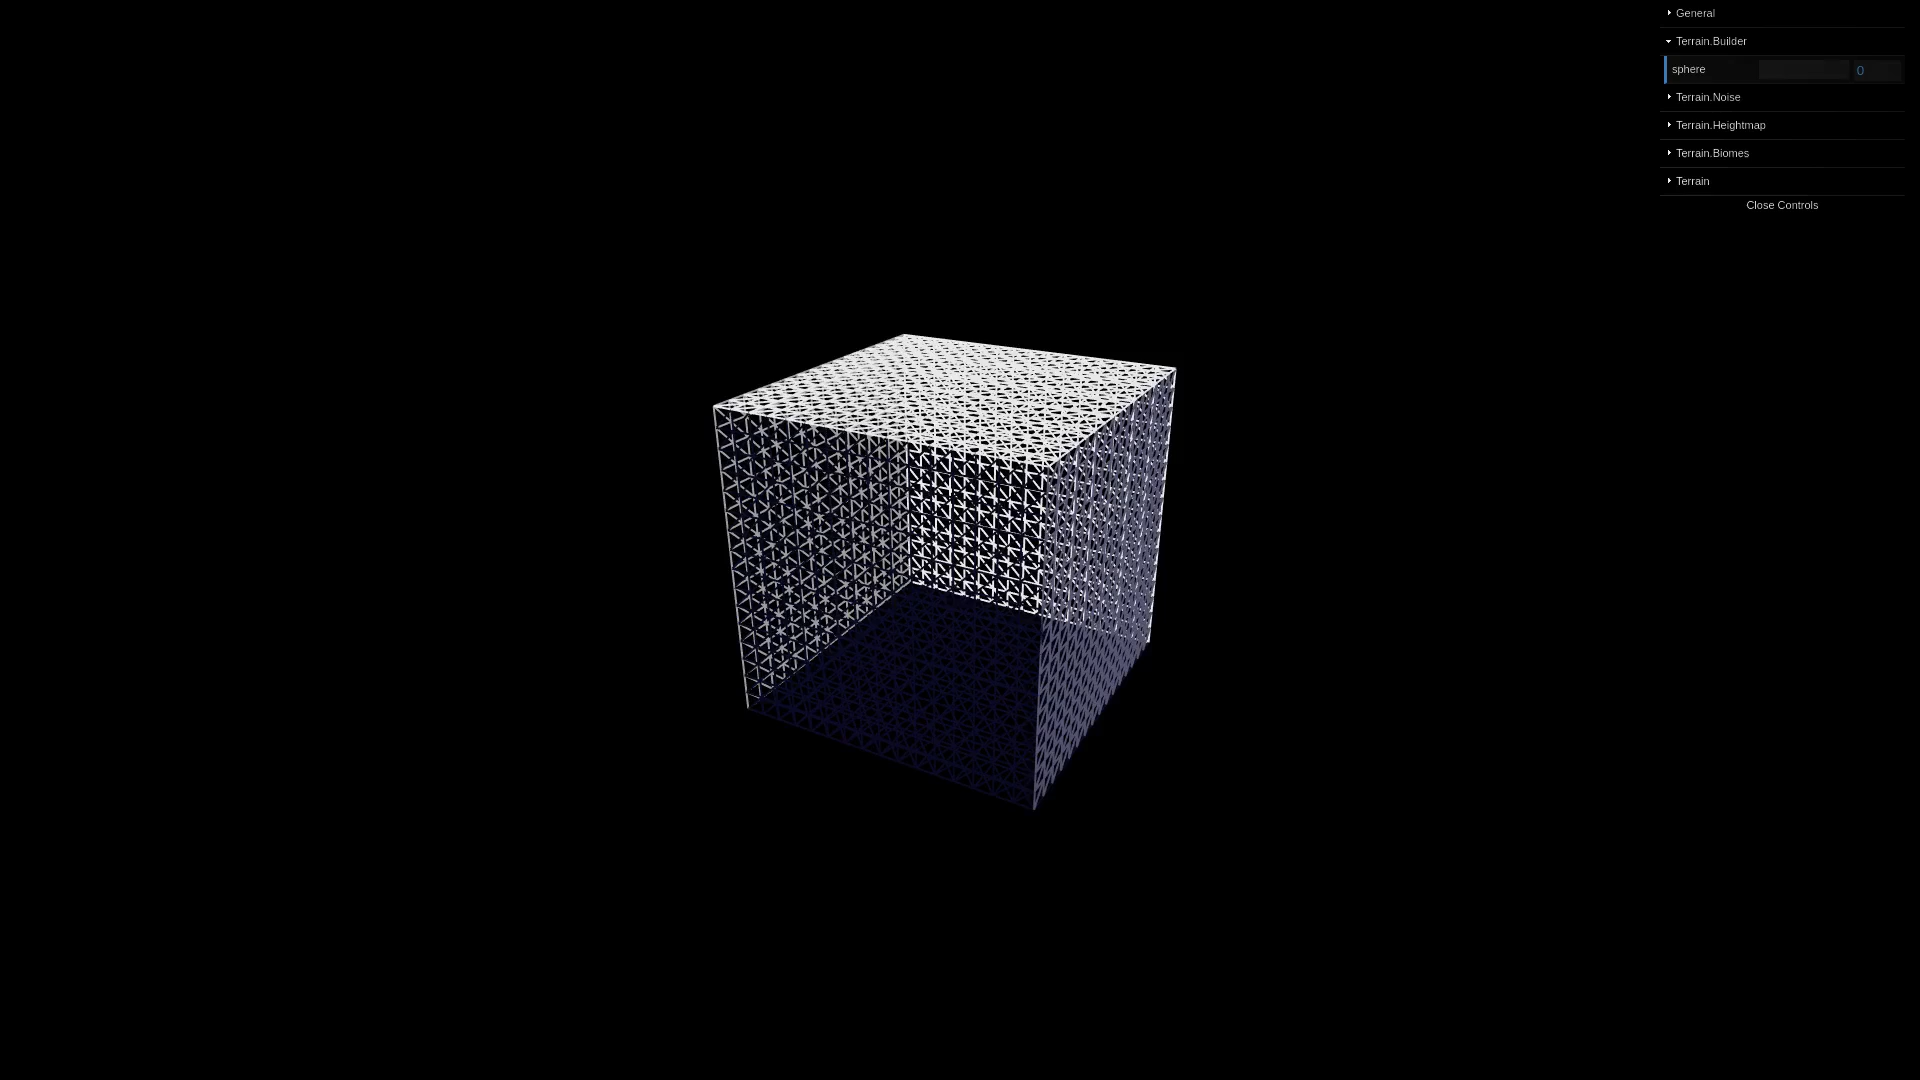 General
Terrain.Builder
sphere 0
Terrain.Noise
Terrain.Heightmap
Terrain.Biomes
Terrain
Close Controls